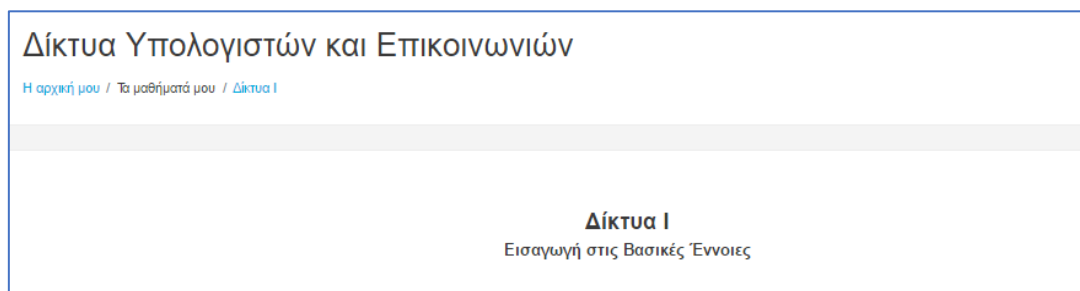 Δίκτυα Υπολογιστών και Επικοινωνιών
Η αρχική μου / Τα μαθήματά μου / Δίκτυα Ι
Δίκτυα Ι
Εισαγωγή στις Βασικές Έννοιες